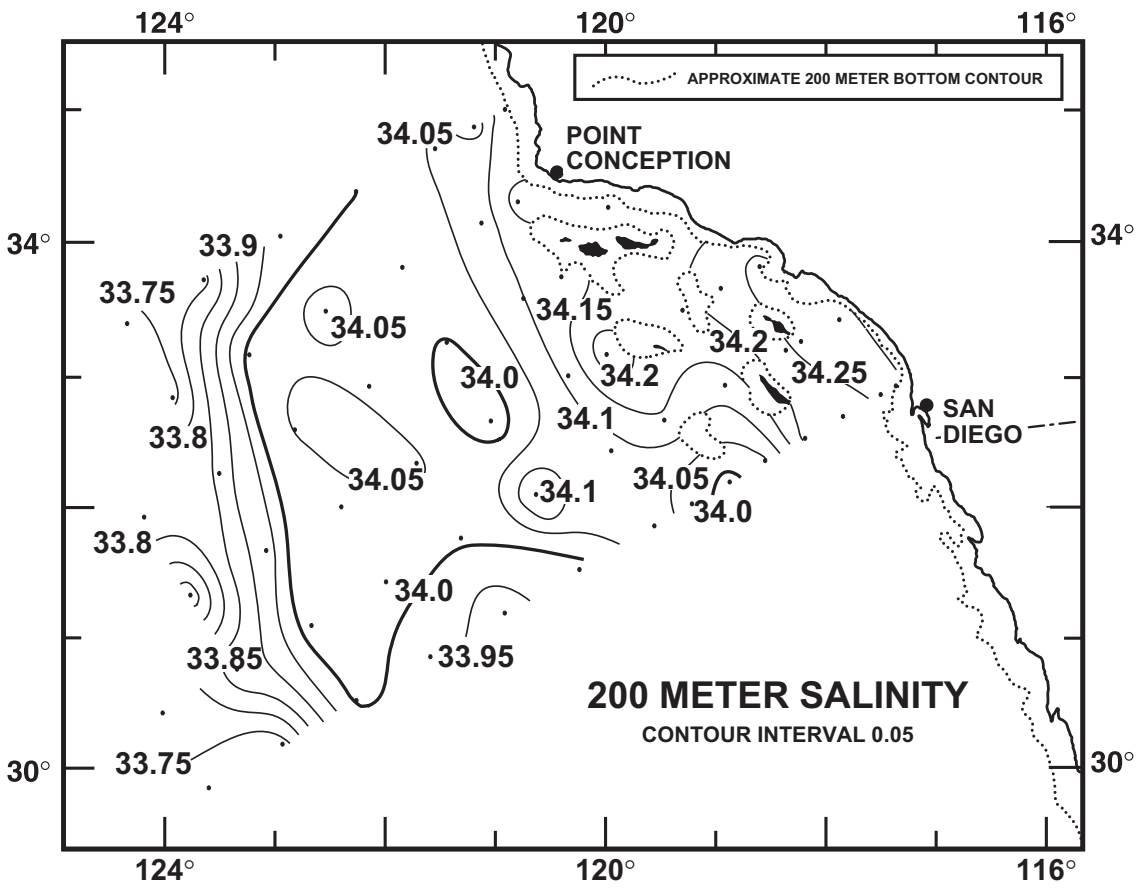 124° 120° 116°
APPROXIMATE 200 METER BOTTOM CONTOUR
34.05
POINT
CONCEPTION
34° 34°
33.9
33.75
34.15
34.05
34.2
34.0
34.2
34.25
34.1
SAN
DIEGO
33.8
34.05
34.05
34.1
34.0
33.8
34.0
33.85
33.95
200 METER SALINITY
CONTOUR INTERVAL 0.05
33.75
30° 30°
124° 120° 116°